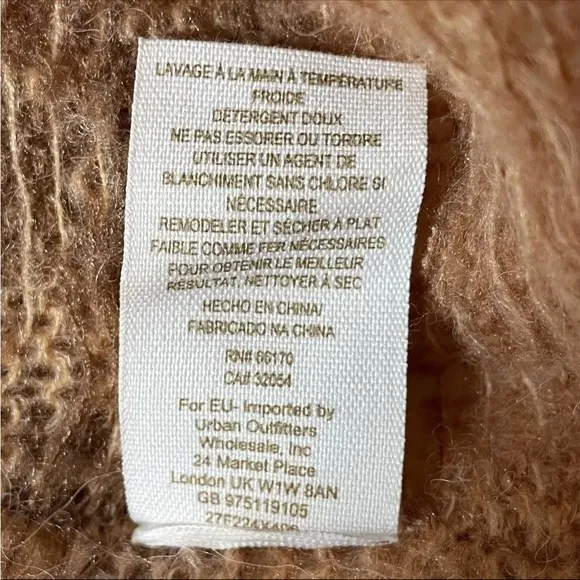 LAVAGE À LA MAIN À TEMPÉRATURE
FROIDE
DETERGENT DOUX
NE PAS ESSORER OU TORDRE
UTILISER UN AGENT DE
BLANCHIMENT SANS CHLORE SI
NÉCESSAIRE
REMODELER ET SÉCHER À PLAT
FAIBLE COMME FER NÉCESSAIRES
POUR OBTENIR LE MEILLEUR
RÉSULTAT, NETTOYER À SEC
HECHO EN CHINA/
FABRICADO NA CHINA
RN# 66170
CA# 32054
For EU- Imported by
Urban Outfitters
Wholesale, Inc
24 Market Place
London UK W1W 8AN
GB 975119105